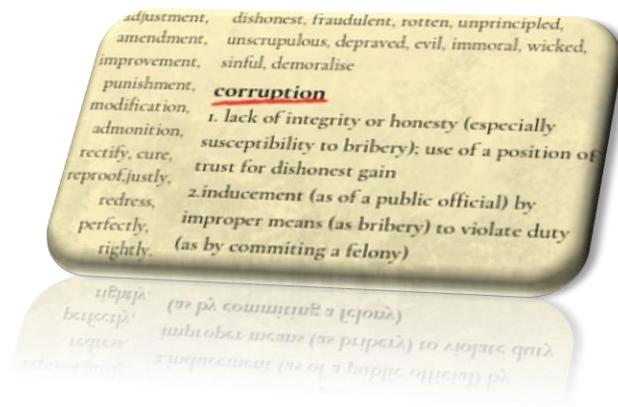 adjustment,
amendment,
improvement,
punishment,
modification,
admonition,
rectify, cure,
reproof,justly,
redress,
perfectly,
rightly.
dishonest, fraudulent, rotten, unprincipled,
unscrupulous, depraved, evil, immoral, wicked,
sinful, demoralise
corruption
1. lack of integrity or honesty (especially
susceptibility to bribery); use of a position of
trust for dishonest gain
2.inducement (as of a public official) by
improper means (as bribery) to violate duty
(as by commiting a felony)